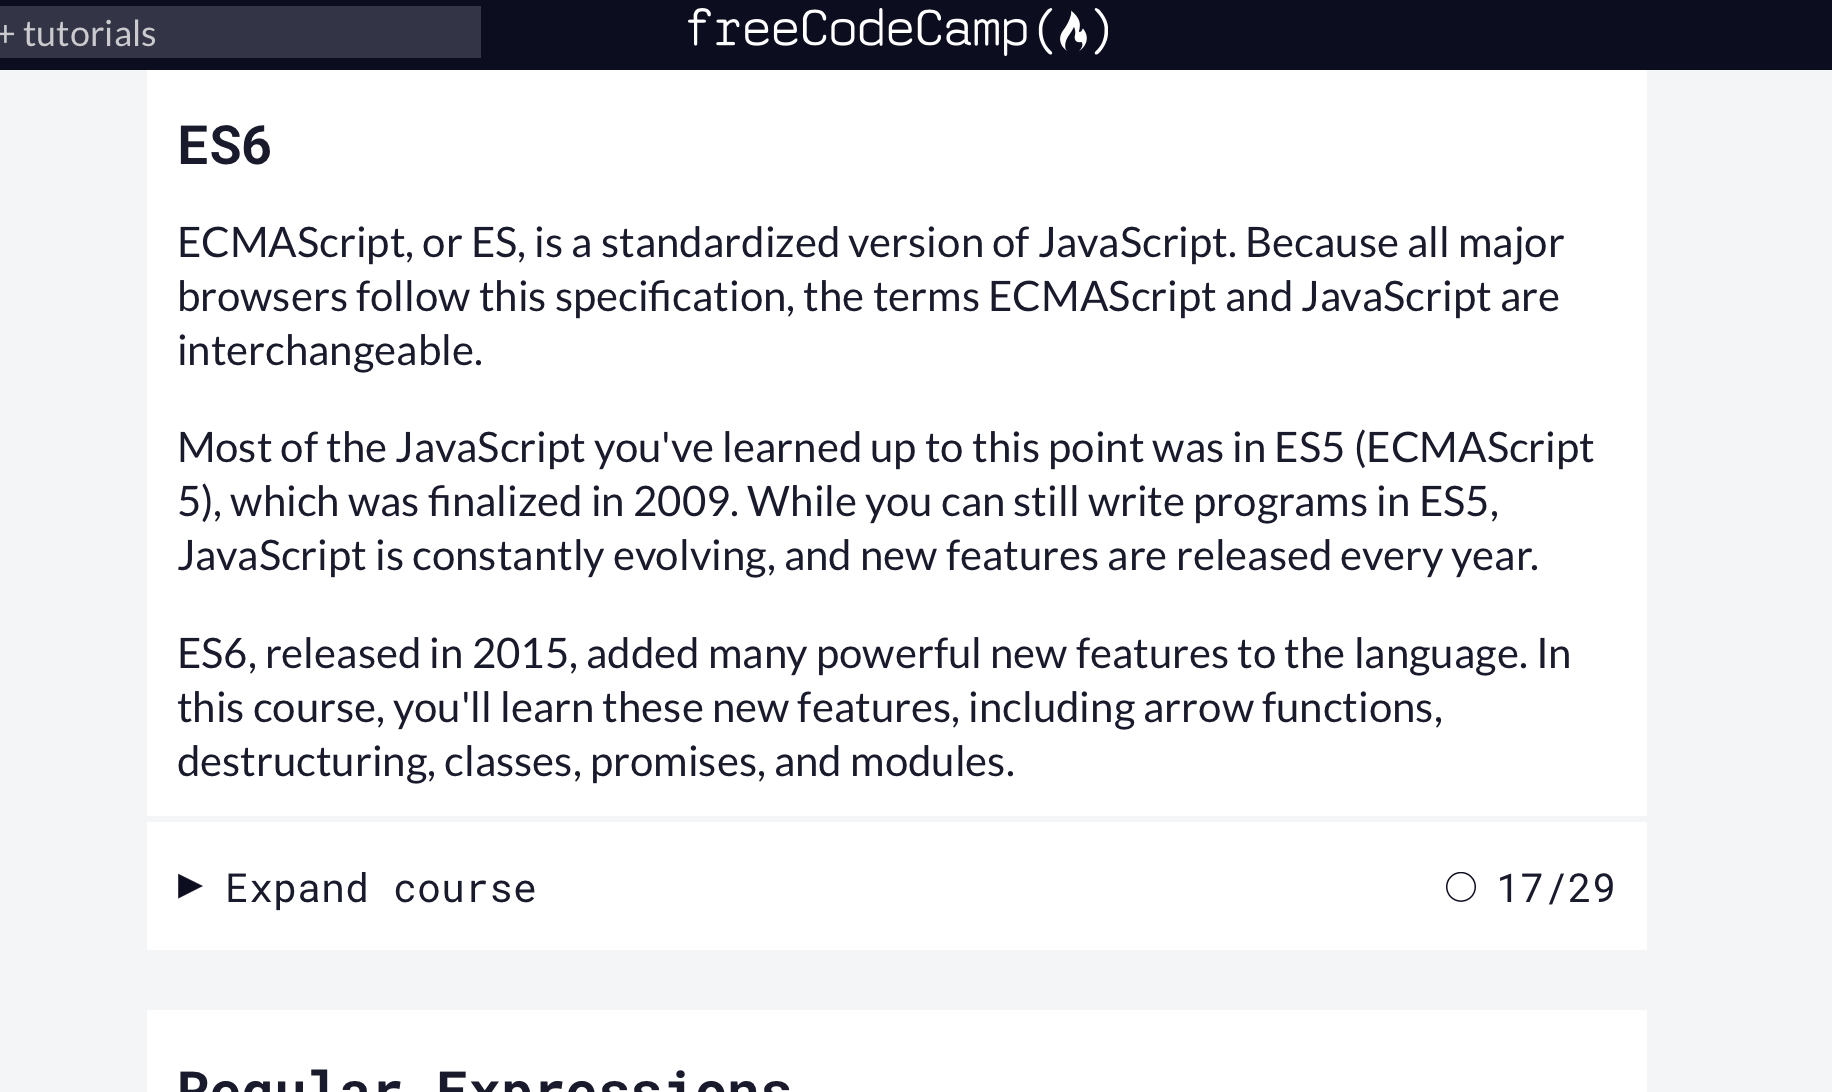 + tutorials
freeCodeCamp(🔥)
ES6
ECMAScript, or ES, is a standardized version of JavaScript. Because all major
browsers follow this specification, the terms ECMAScript and JavaScript are
interchangeable.
Most of the JavaScript you've learned up to this point was in ES5 (ECMAScript
5), which was finalized in 2009. While you can still write programs in ES5,
JavaScript is constantly evolving, and new features are released every year.
ES6, released in 2015, added many powerful new features to the language. In
this course, you'll learn these new features, including arrow functions,
destructuring, classes, promises, and modules.
Expand course
17/29
Regular Expressions